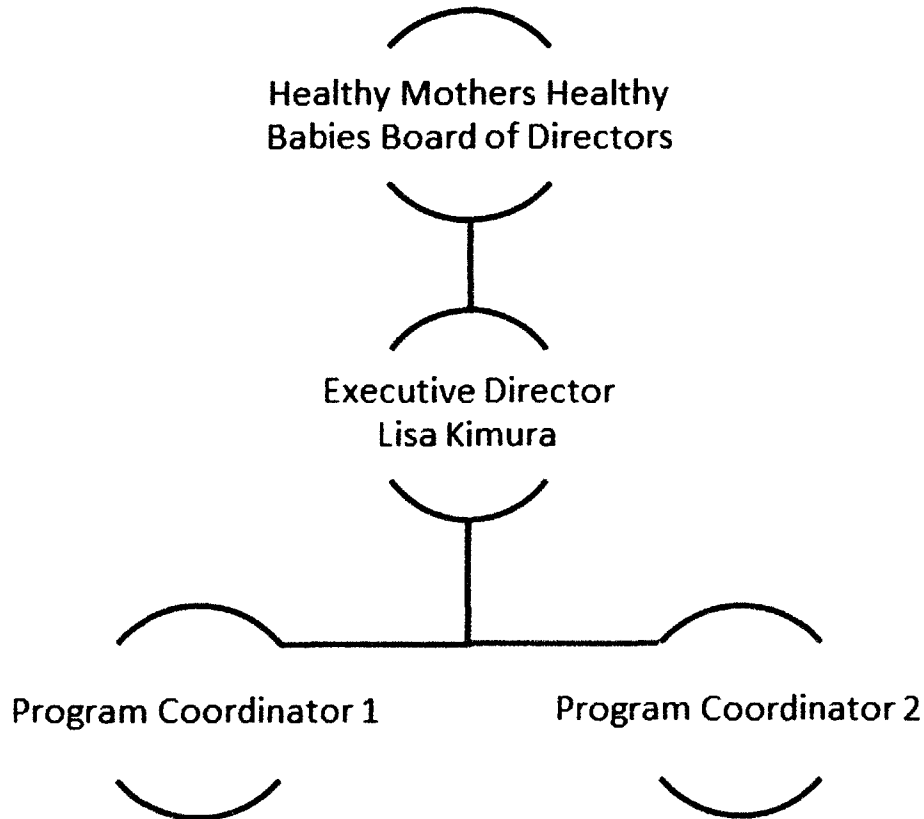 Healthy Mothers Healthy
Babies Board of Directors
Executive Director
Lisa Kimura
Program Coordinator 1
Program Coordinator 2